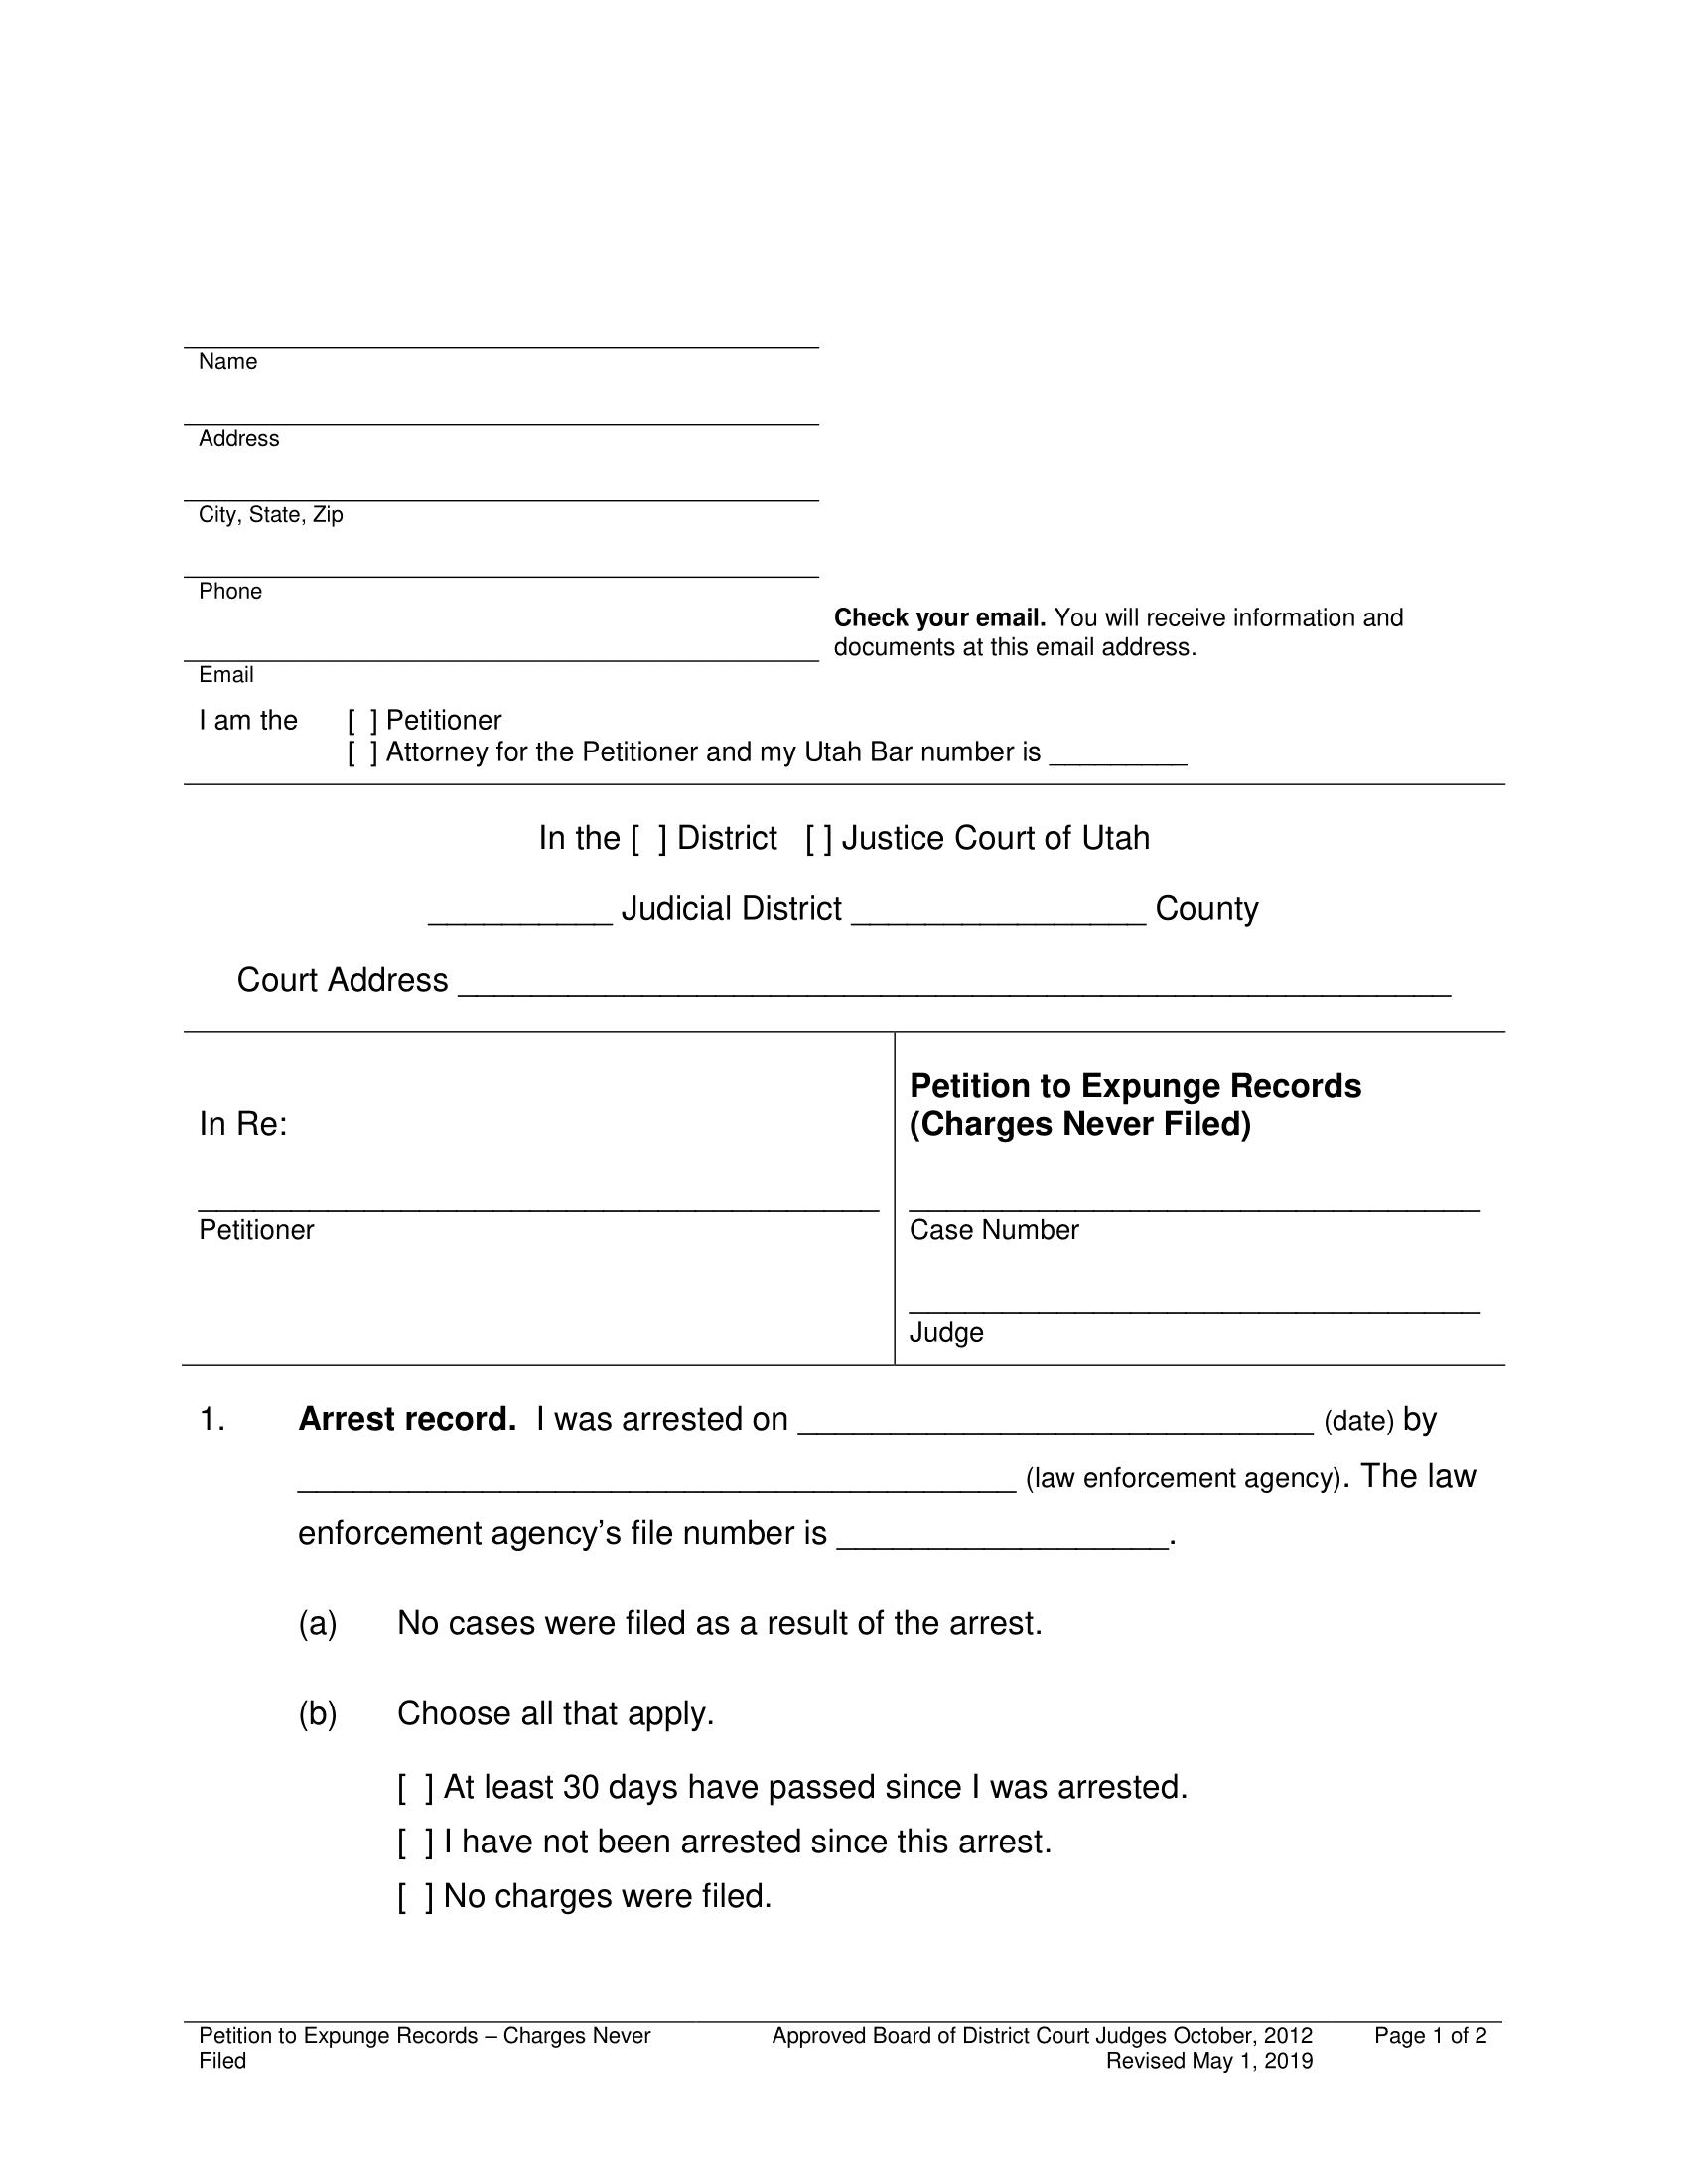 Name
Address
City, State, Zip
Phone
Check your email. You will receive information and
documents at this email address.
Email
I am the [ ] Petitioner
[ ] Attorney for the Petitioner and my Utah Bar number is _________
In the [ ] District [ ] Justice Court of Utah
__________ Judicial District ________________ County
Court Address ______________________________________________________
In Re:
_____________________________________
Petitioner
Petition to Expunge Records
(Charges Never Filed)
_______________________________
Case Number
_______________________________
Judge
1. Arrest record. I was arrested on ____________________________ (date) by
_______________________________________ (law enforcement agency). The law
enforcement agency’s file number is __________________.
(a) No cases were filed as a result of the arrest.
(b) Choose all that apply.
[ ] At least 30 days have passed since I was arrested.
[ ] I have not been arrested since this arrest.
[ ] No charges were filed.
Petition to Expunge Records – Charges Never
Filed
Approved Board of District Court Judges October, 2012
Revised May 1, 2019
Page 1 of 2